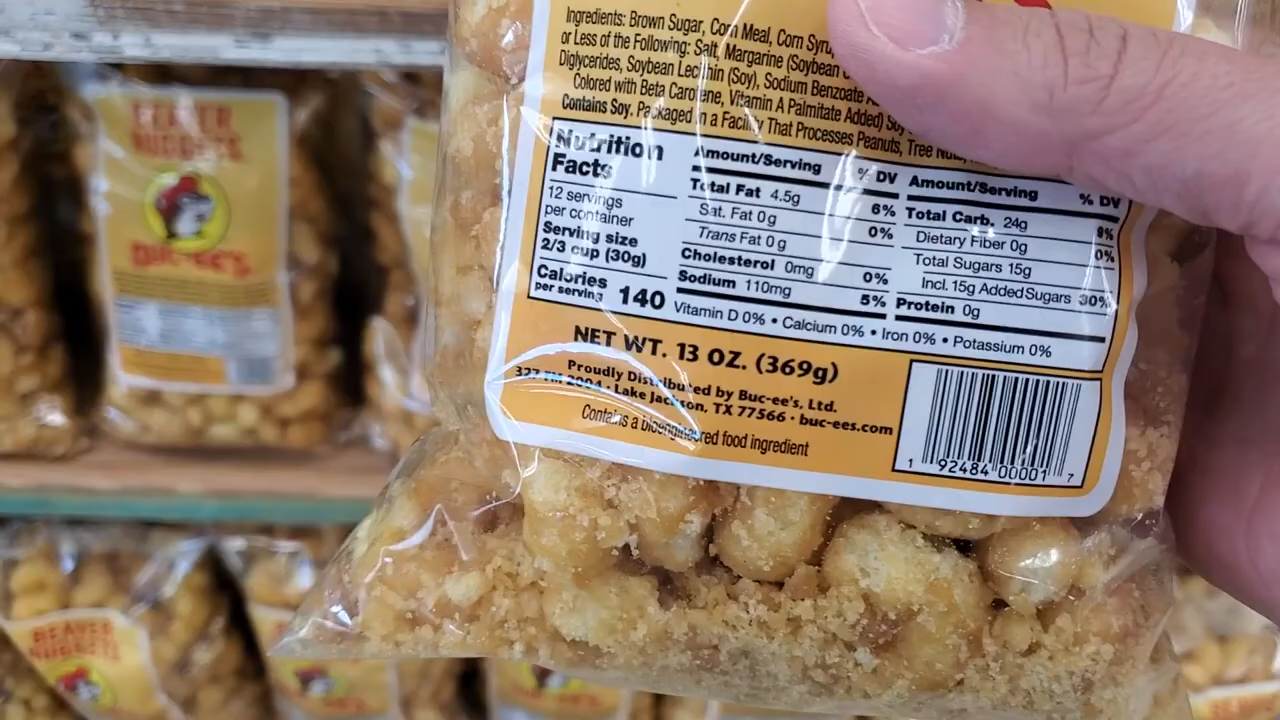 BEAVER
NUGGETS
BUC-EE'S
Ingredients: Brown Sugar, Corn Meal, Corn Syru
or Less of the Following: Salt, Margarine (Soybean
Diglycerides, Soybean Lecithin (Soy), Sodium Benzoate
Colored with Beta Carotene, Vitamin A Palmitate Added) Soy
Contains Soy. Packaged in a Facility That Processes Peanuts, Tree Nuts,
Nutrition
Facts
12 servings
per container
Serving size
2/3 cup (30g)
Calories
per serving 140
Amount/Serving % DV
Total Fat 4.5g 6%
Sat. Fat 0g 0%
Trans Fat 0g
Cholesterol 0mg 0%
Sodium 110mg 5%
Amount/Serving % DV
Total Carb. 24g 9%
Dietary Fiber 0g 0%
Total Sugars 15g
Incl. 15g Added Sugars 30%
Protein 0g
Vitamin D 0% • Calcium 0% • Iron 0% • Potassium 0%
NET WT. 13 OZ. (369g)
Proudly Distributed by Buc-ee's, Ltd.
327 FM 2004 • Lake Jackson, TX 77566 • buc-ees.com
Contains a bioengineered food ingredient
1 92484 00001 7
BEAVER
NUGGETS